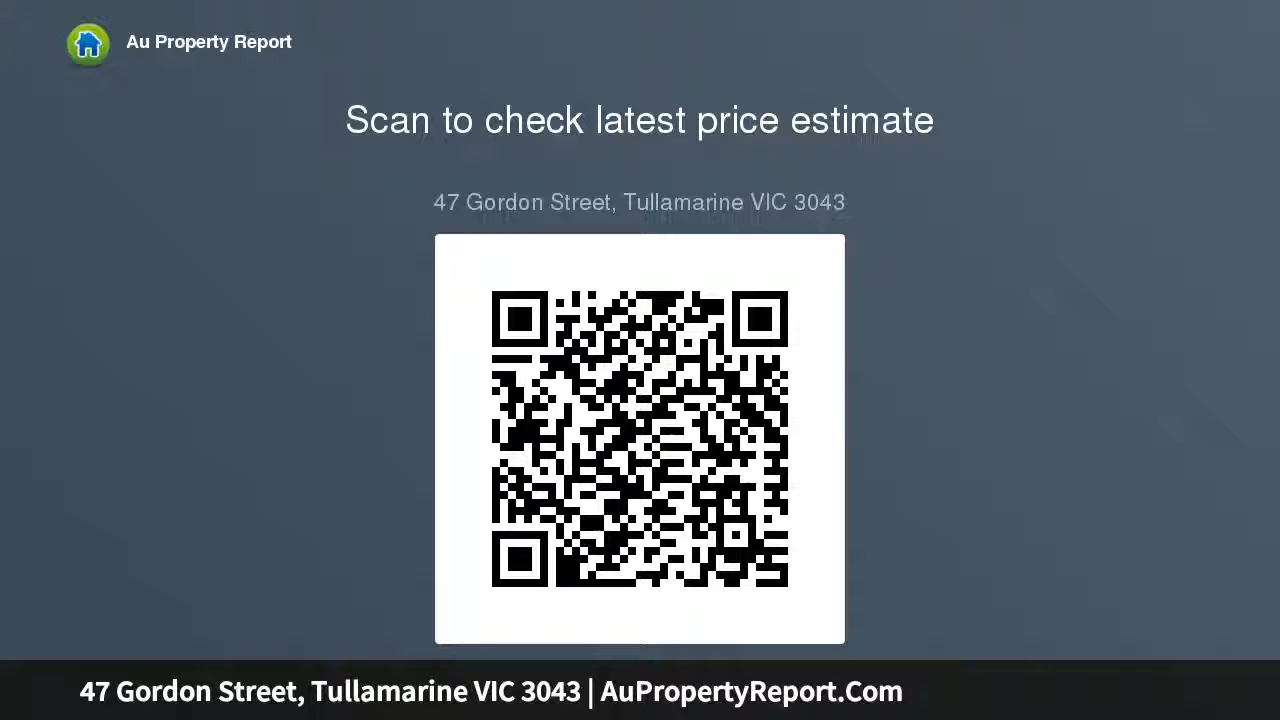 Au Property Report
Scan to check latest price estimate
47 Gordon Street, Tullamarine VIC 3043
47 Gordon Street, Tullamarine VIC 3043 | AuPropertyReport.Com